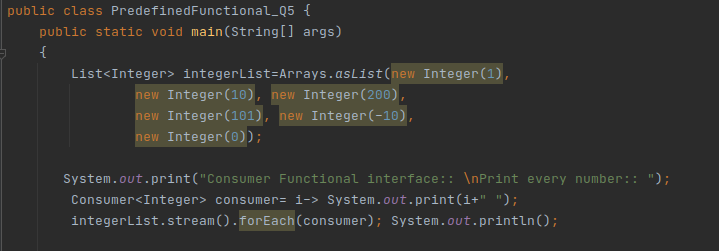 public class PredefinedFunctional_Q5 {
public static void main(String[] args)
{
List<Integer> integerList=Arrays.asList(new Integer(1),
new Integer(10), new Integer(200),
new Integer(101), new Integer(-10),
new Integer(0));
System.out.print("Consumer Functional interface:: \nPrint every number:: ");
Consumer<Integer> consumer= i-> System.out.print(i+" ");
integerList.stream().forEach(consumer); System.out.println();